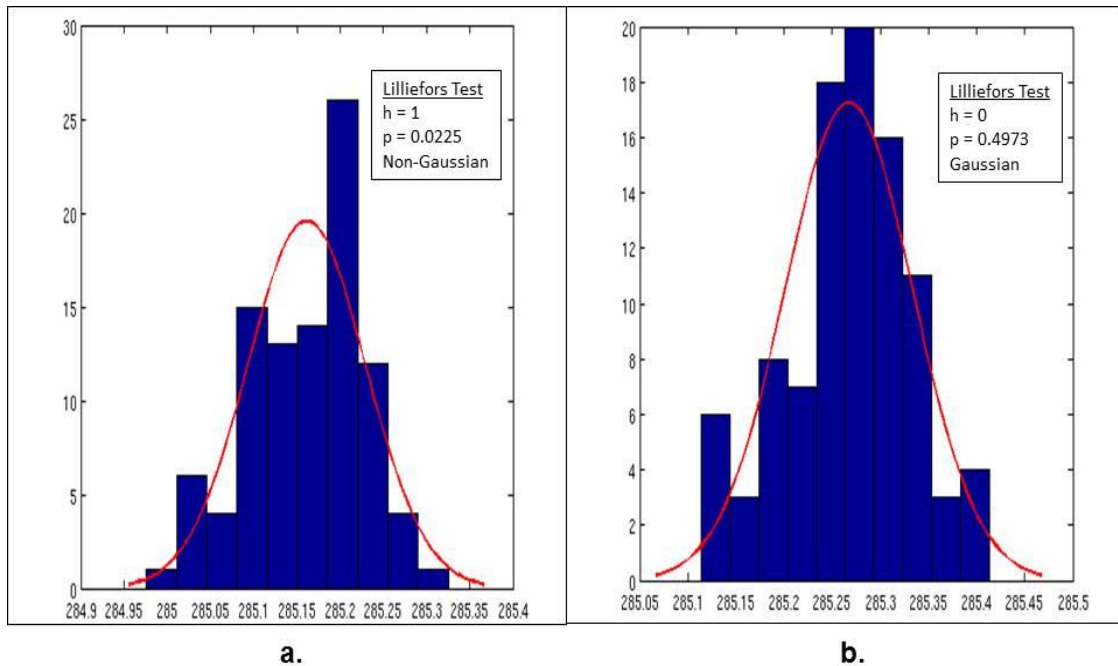 30
25
20
15
10
5
0
284.9 284.95 285 285.05 285.1 285.15 285.2 285.25 285.3 285.35 285.4
Lilliefors Test
h = 1
p = 0.0225
Non-Gaussian
a.
20
18
16
14
12
10
8
6
4
2
0
285.05 285.1 285.15 285.2 285.25 285.3 285.35 285.4 285.45 285.5
Lilliefors Test
h = 0
p = 0.4973
Gaussian
b.